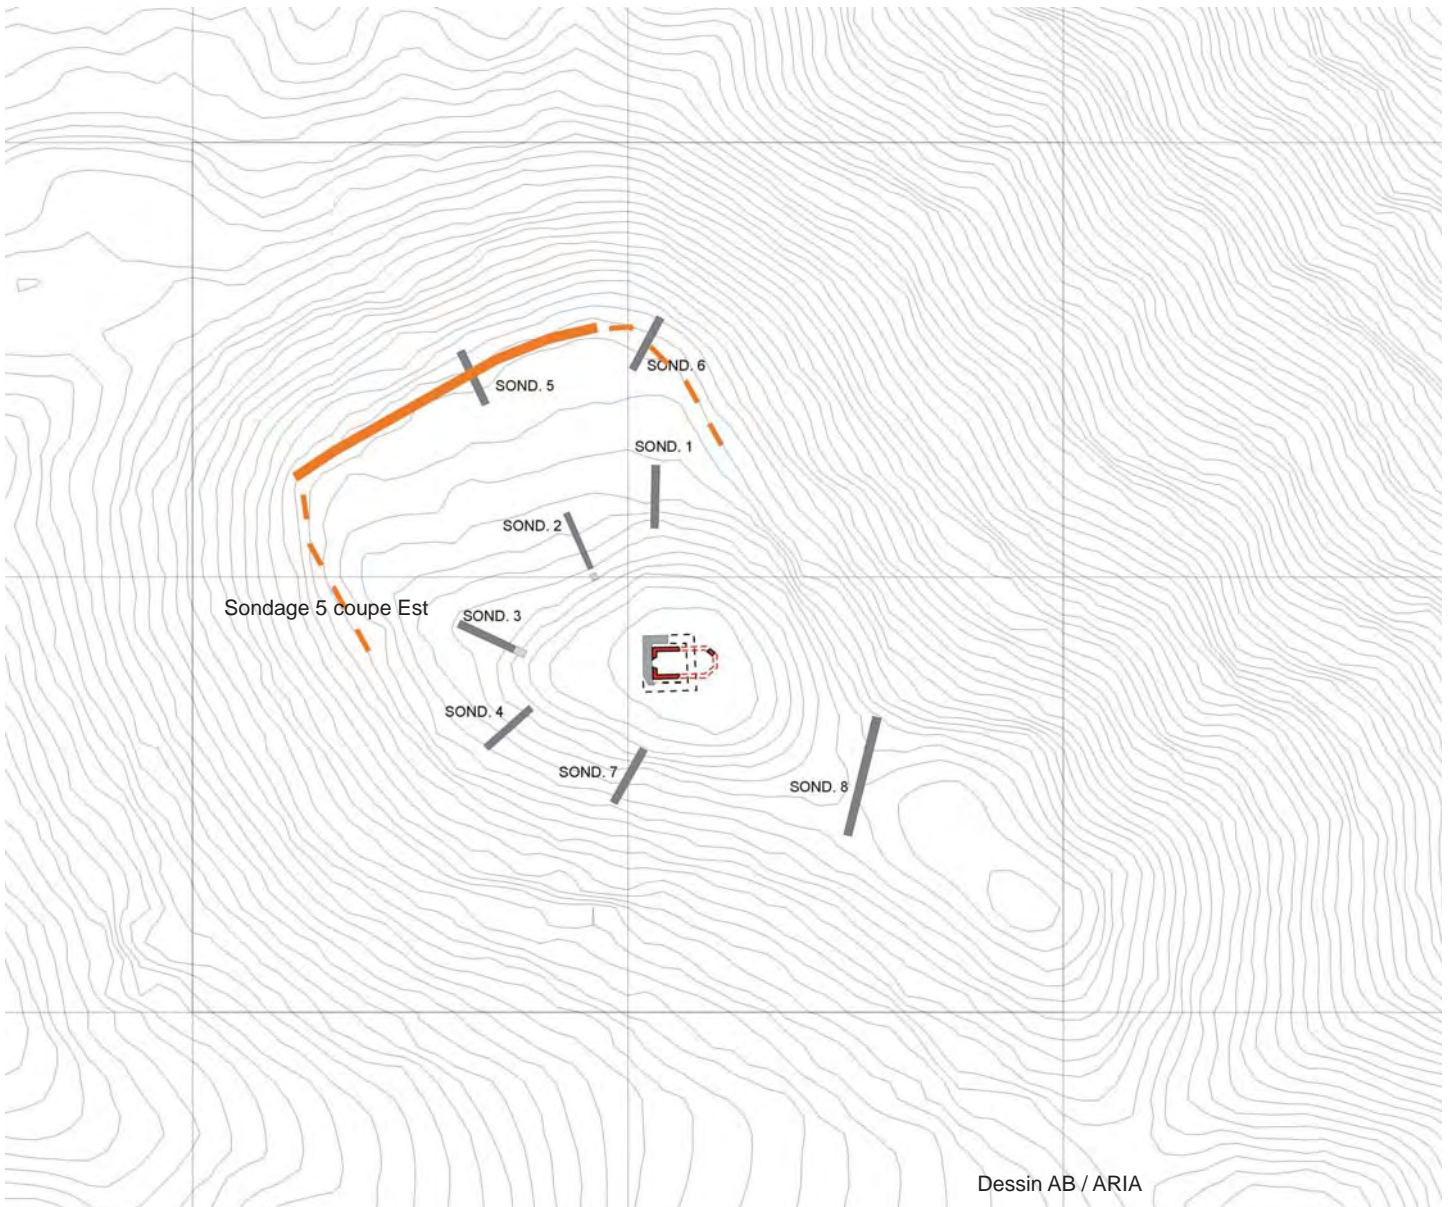 SOND. 6
SOND. 5
SOND. 1
SOND. 2
Sondage 5 coupe Est
SOND. 3
SOND. 4
SOND. 7
SOND. 8
Dessin AB / ARIA